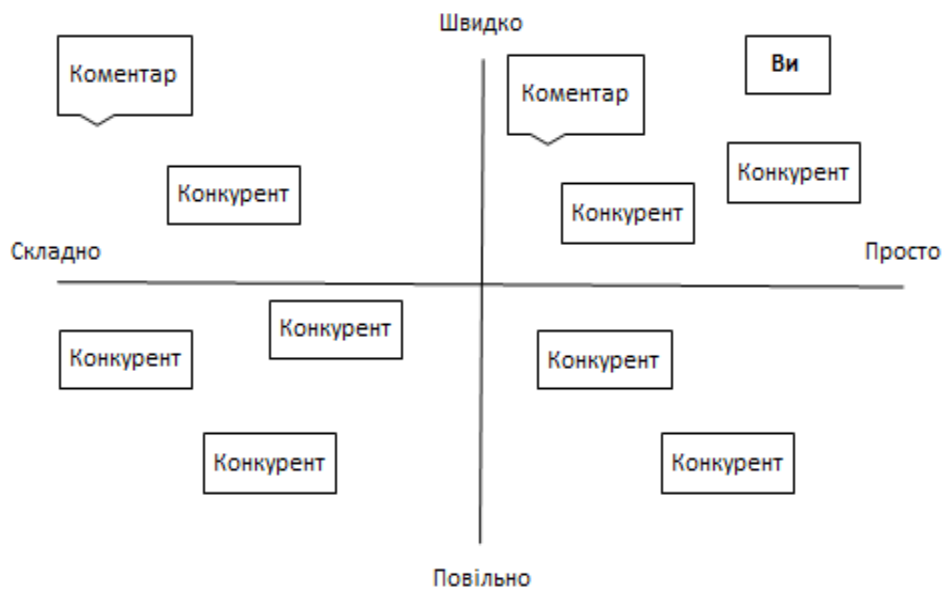 Швидко
Коментар
Коментар
Ви
Конкурент
Конкурент
Конкурент
Складно
Просто
Конкурент
Конкурент
Конкурент
Конкурент
Конкурент
Повільно